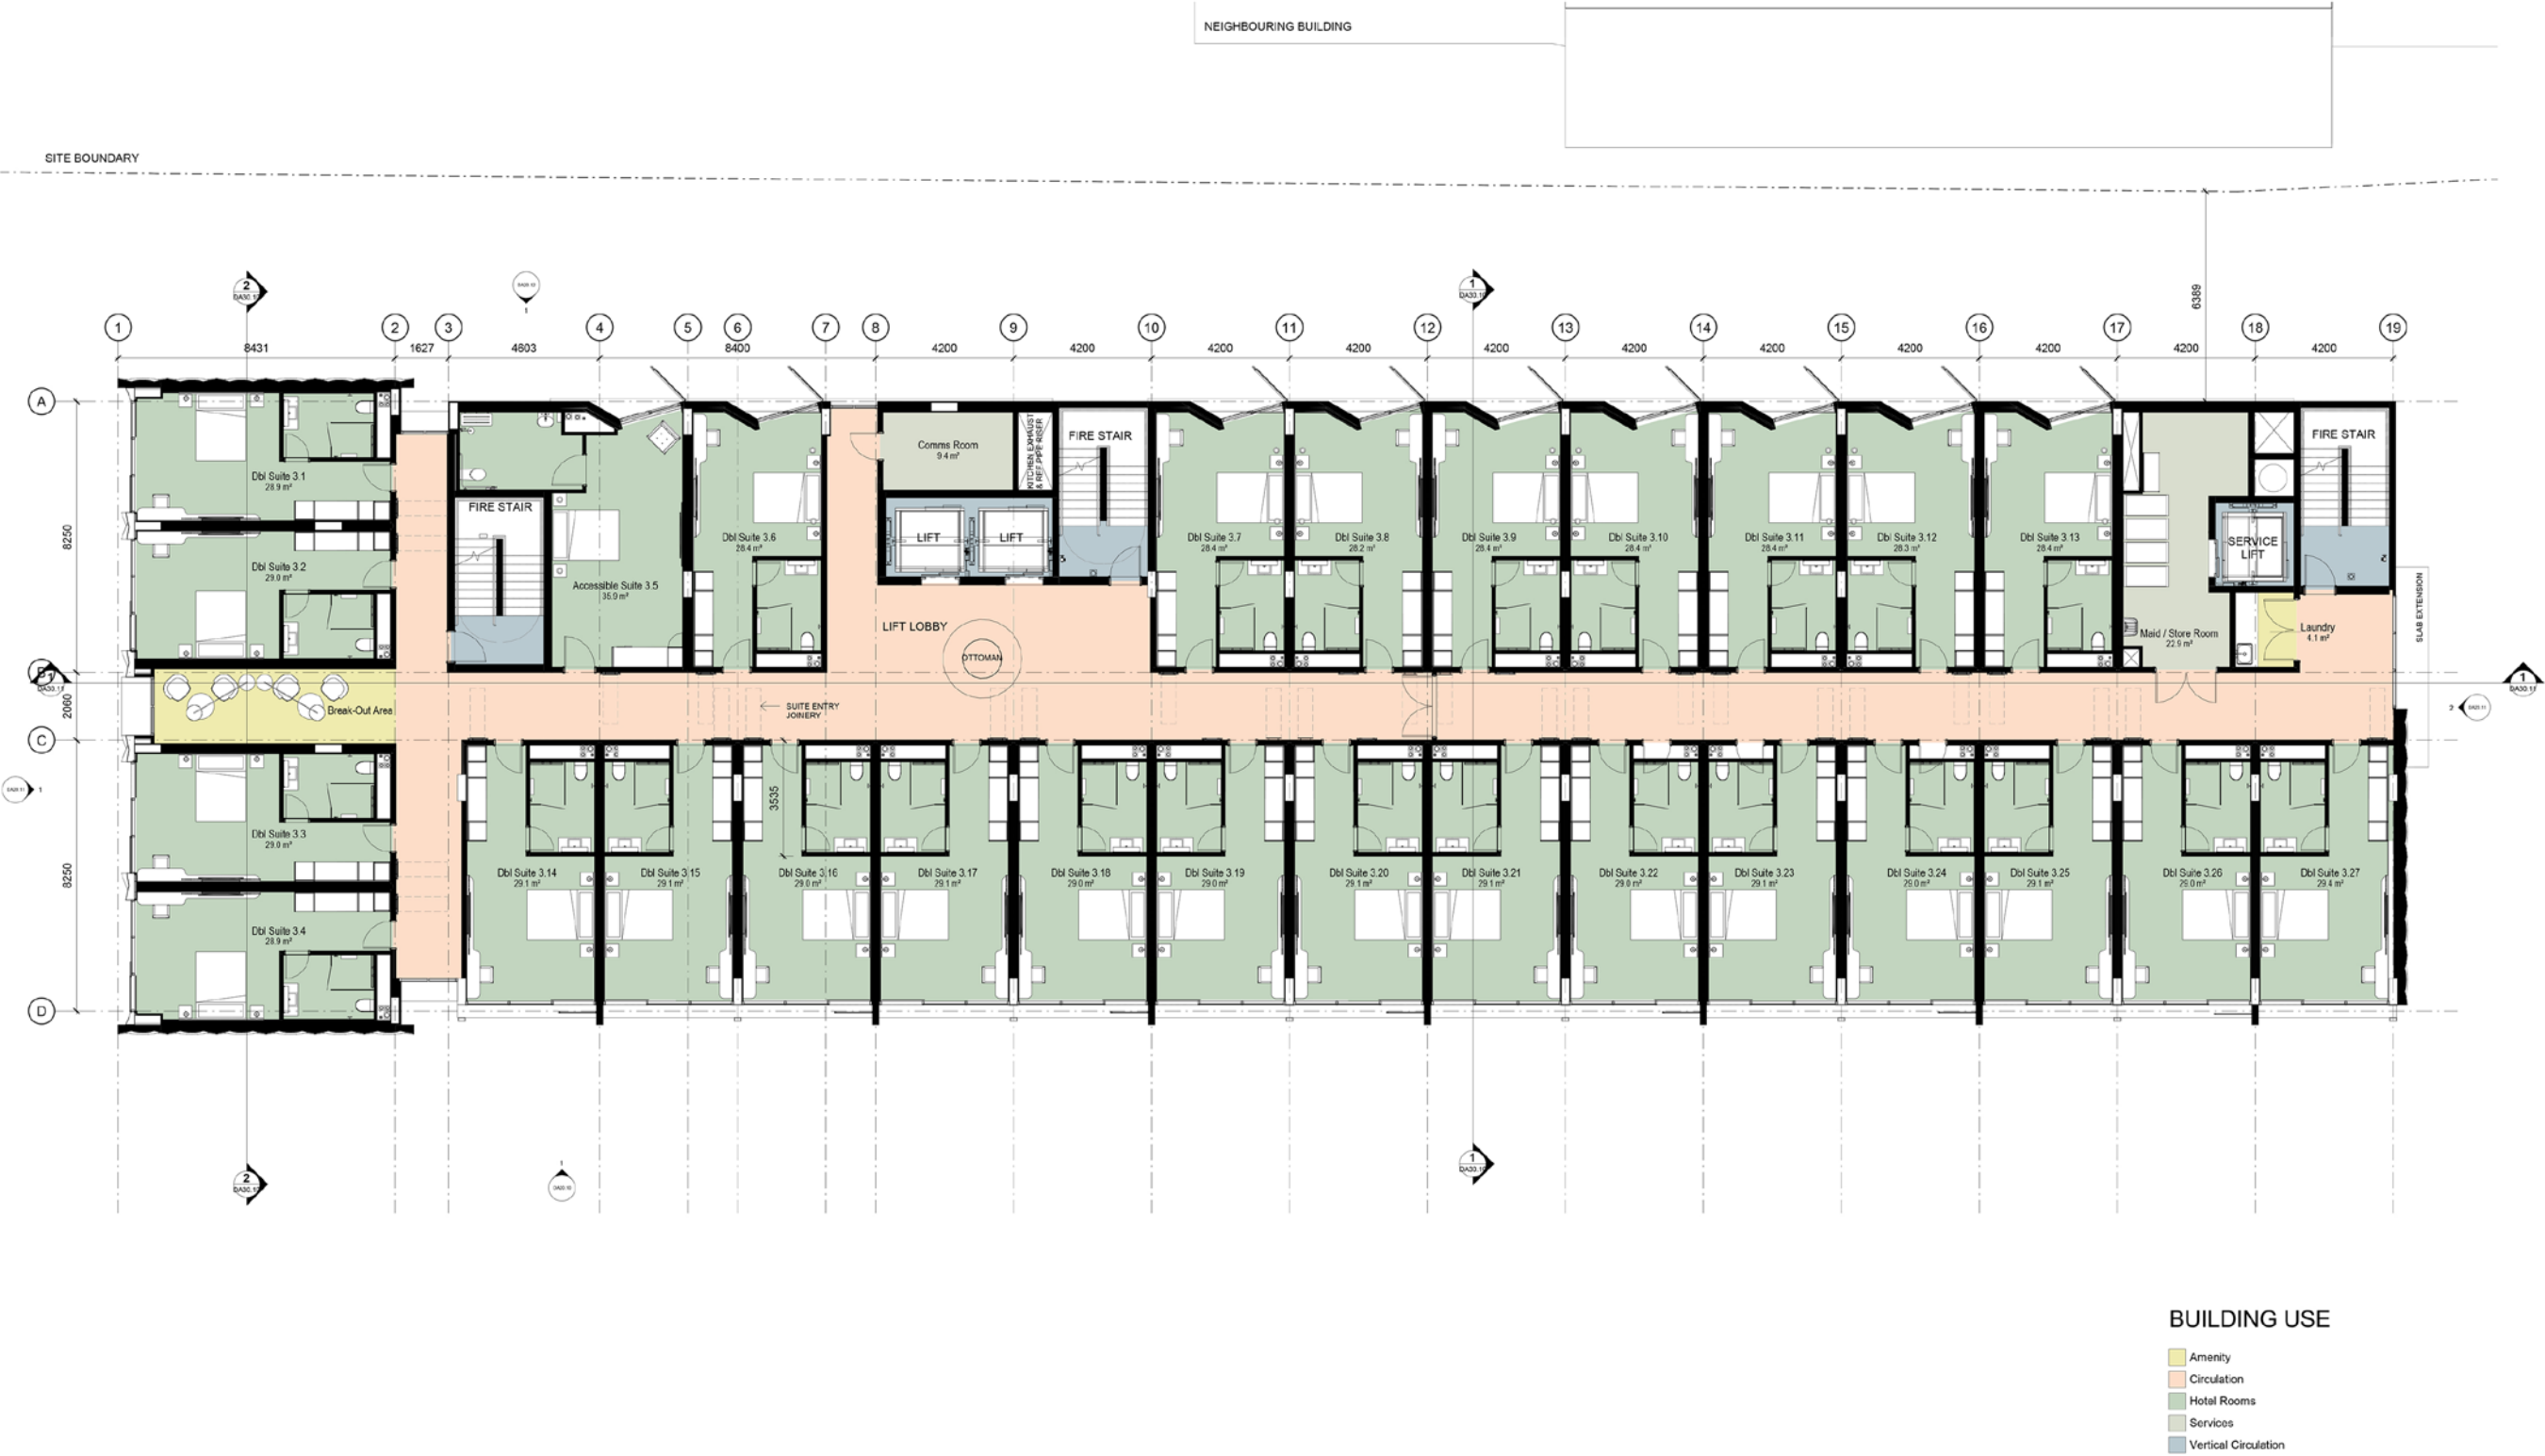 NEIGHBOURING BUILDING
SITE BOUNDARY
6389
2
1
1
1 2 3 4 5 6 7 8 9 10 11 12 13 14 15 16 17 18 19
8431 1627 4603 8400 4200 4200 4200 4200 4200 4200 4200 4200 4200 4200 4200
A
8250
C
2060
8250
D
Dbl Suite 3.1
28.9 m²
Dbl Suite 3.2
29.0 m²
Break-Out Area
Dbl Suite 3.3
29.0 m²
Dbl Suite 3.4
28.9 m²
FIRE STAIR
Accessible Suite 3.5
35.9 m²
Dbl Suite 3.6
28.4 m²
Comms Room
9.4 m²
KITCHEN EXHAUST
& REF PIPE RISER
FIRE STAIR
LIFT
LIFT
LIFT LOBBY
OTTOMAN
SUITE ENTRY
JOINERY
Dbl Suite 3.7
28.4 m²
Dbl Suite 3.8
28.2 m²
Dbl Suite 3.9
28.4 m²
Dbl Suite 3.10
28.4 m²
Dbl Suite 3.11
28.4 m²
Dbl Suite 3.12
28.3 m²
Dbl Suite 3.13
28.4 m²
Maid / Store Room
22.9 m²
SERVICE
LIFT
FIRE STAIR
Laundry
4.1 m²
SLAB EXTENSION
1
2
1
3535
Dbl Suite 3.14
29.1 m²
Dbl Suite 3.15
29.1 m²
Dbl Suite 3.16
29.0 m²
Dbl Suite 3.17
29.1 m²
Dbl Suite 3.18
29.0 m²
Dbl Suite 3.19
29.0 m²
Dbl Suite 3.20
29.1 m²
Dbl Suite 3.21
29.1 m²
Dbl Suite 3.22
29.0 m²
Dbl Suite 3.23
29.1 m²
Dbl Suite 3.24
29.0 m²
Dbl Suite 3.25
29.1 m²
Dbl Suite 3.26
29.0 m²
Dbl Suite 3.27
29.4 m²
2
1
1
BUILDING USE
Amenity
Circulation
Hotel Rooms
Services
Vertical Circulation